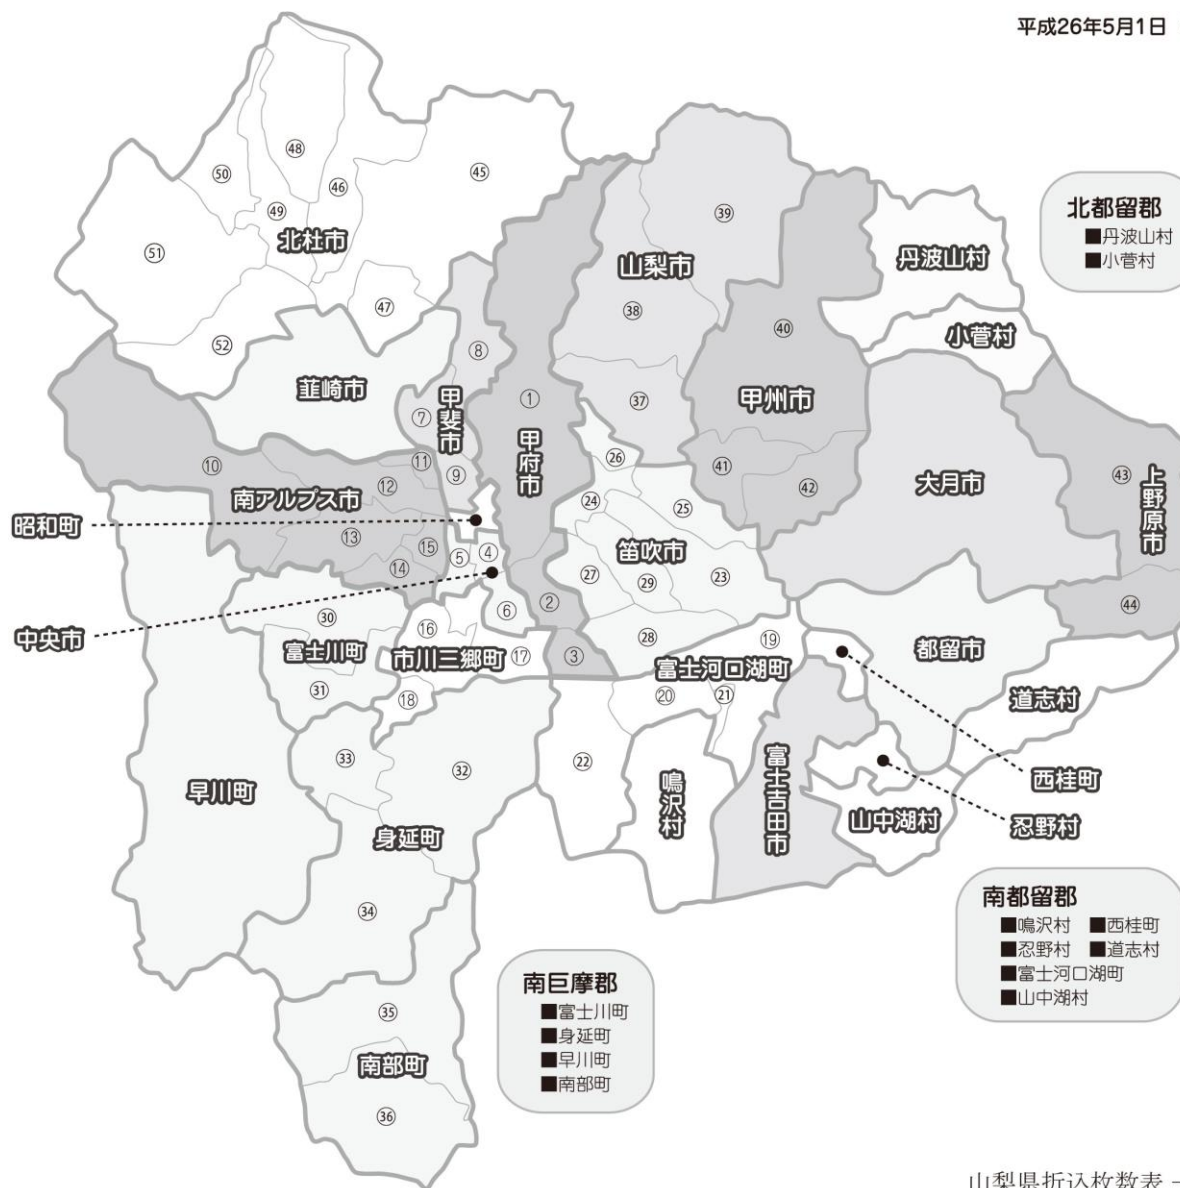 平成26年5月1日
㊽
㊿
㊻
㊺
㊾
北杜市
51
㊼
52
㊴
山梨市
㊳
㊲
丹波山村
小菅村
北都留郡
■丹波山村
■小菅村
㊵
甲州市
㊶
㊷
韮崎市
⑧
⑦
甲斐市
⑨
①
甲府市
②
③
大月市
㊸
上野原市
㊹
⑩
⑪
⑫
南アルプス市
⑬
⑮
⑭
昭和町
④
⑤
⑥
中央市
㉖
㉔
㉕
笛吹市
㉗
㉙
㉓
㉘
㉚
富士川町
㉛
⑯
市川三郷町
⑰
⑱
⑲
富士河口湖町
⑳
㉑
㉒
都留市
道志村
西桂町
忍野村
山中湖村
富士吉田市
鳴沢村
早川町
㉝
㉜
身延町
㉞
㉟
南部町
㊱
南巨摩郡
■富士川町
■身延町
■早川町
■南部町
南都留郡
■鳴沢村 ■西桂町
■忍野村 ■道志村
■富士河口湖町
■山中湖村
山梨県折込枚数表 -